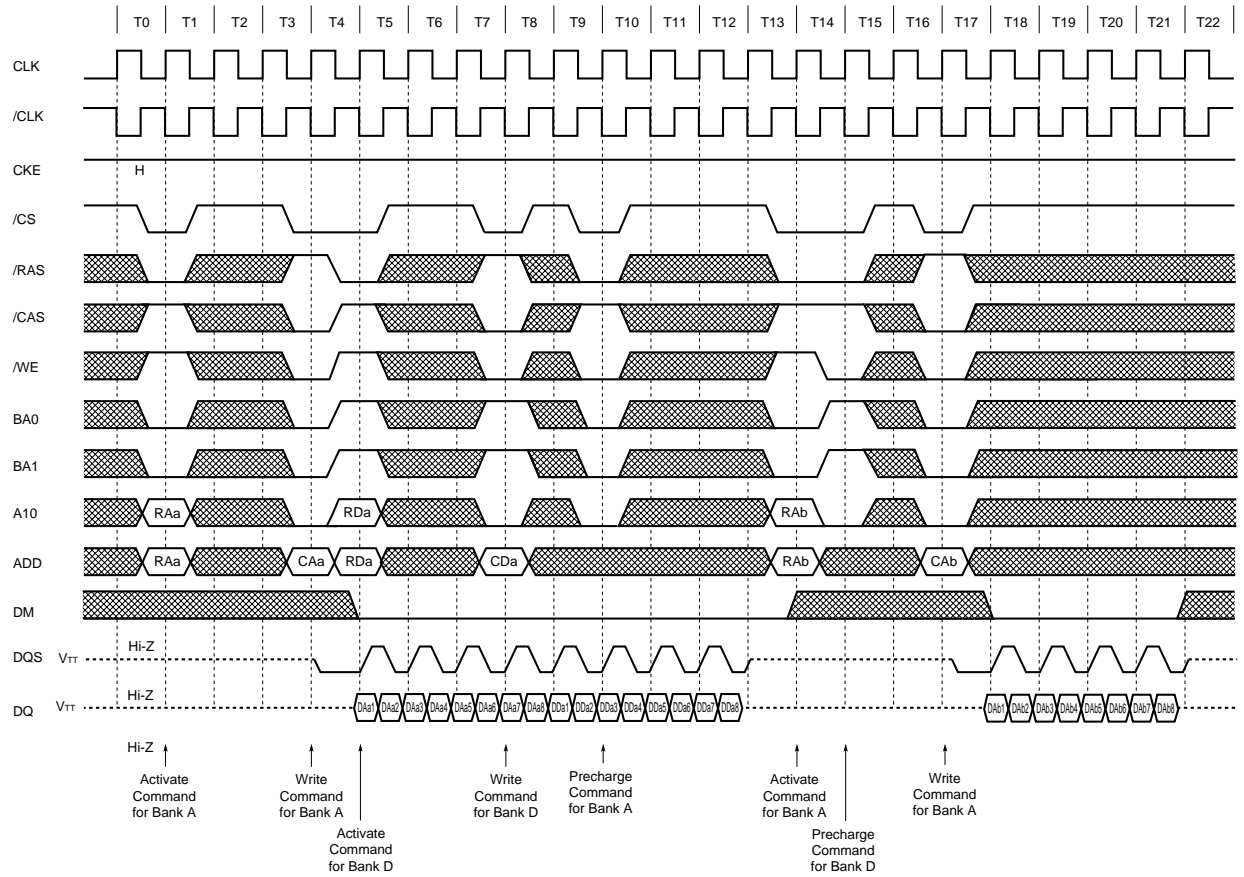 T0 T1 T2 T3 T4 T5 T6 T7 T8 T9 T10 T11 T12 T13 T14 T15 T16 T17 T18 T19 T20 T21 T22
CLK
/CLK
CKE H
/CS
/RAS
/CAS
/WE
BA0
BA1
A10 RAa RDa RAb
ADD RAa CAa RDa CDa RAb CAb
DM
DQS VTT Hi-Z
DQ VTT Hi-Z DAa1 DAa2 DAa3 DAa4 DAa5 DAa6 DAa7 DAa8 DDa1 DDa2 DDa3 DDa4 DDa5 DDa6 DDa7 DDa8 DAb1 DAb2 DAb3 DAb4 DAb5 DAb6 DAb7 DAb8
Hi-Z
Activate
Command
for Bank A
Write
Command
for Bank A
Activate
Command
for Bank D
Write
Command
for Bank D
Precharge
Command
for Bank A
Activate
Command
for Bank A
Precharge
Command
for Bank D
Write
Command
for Bank A